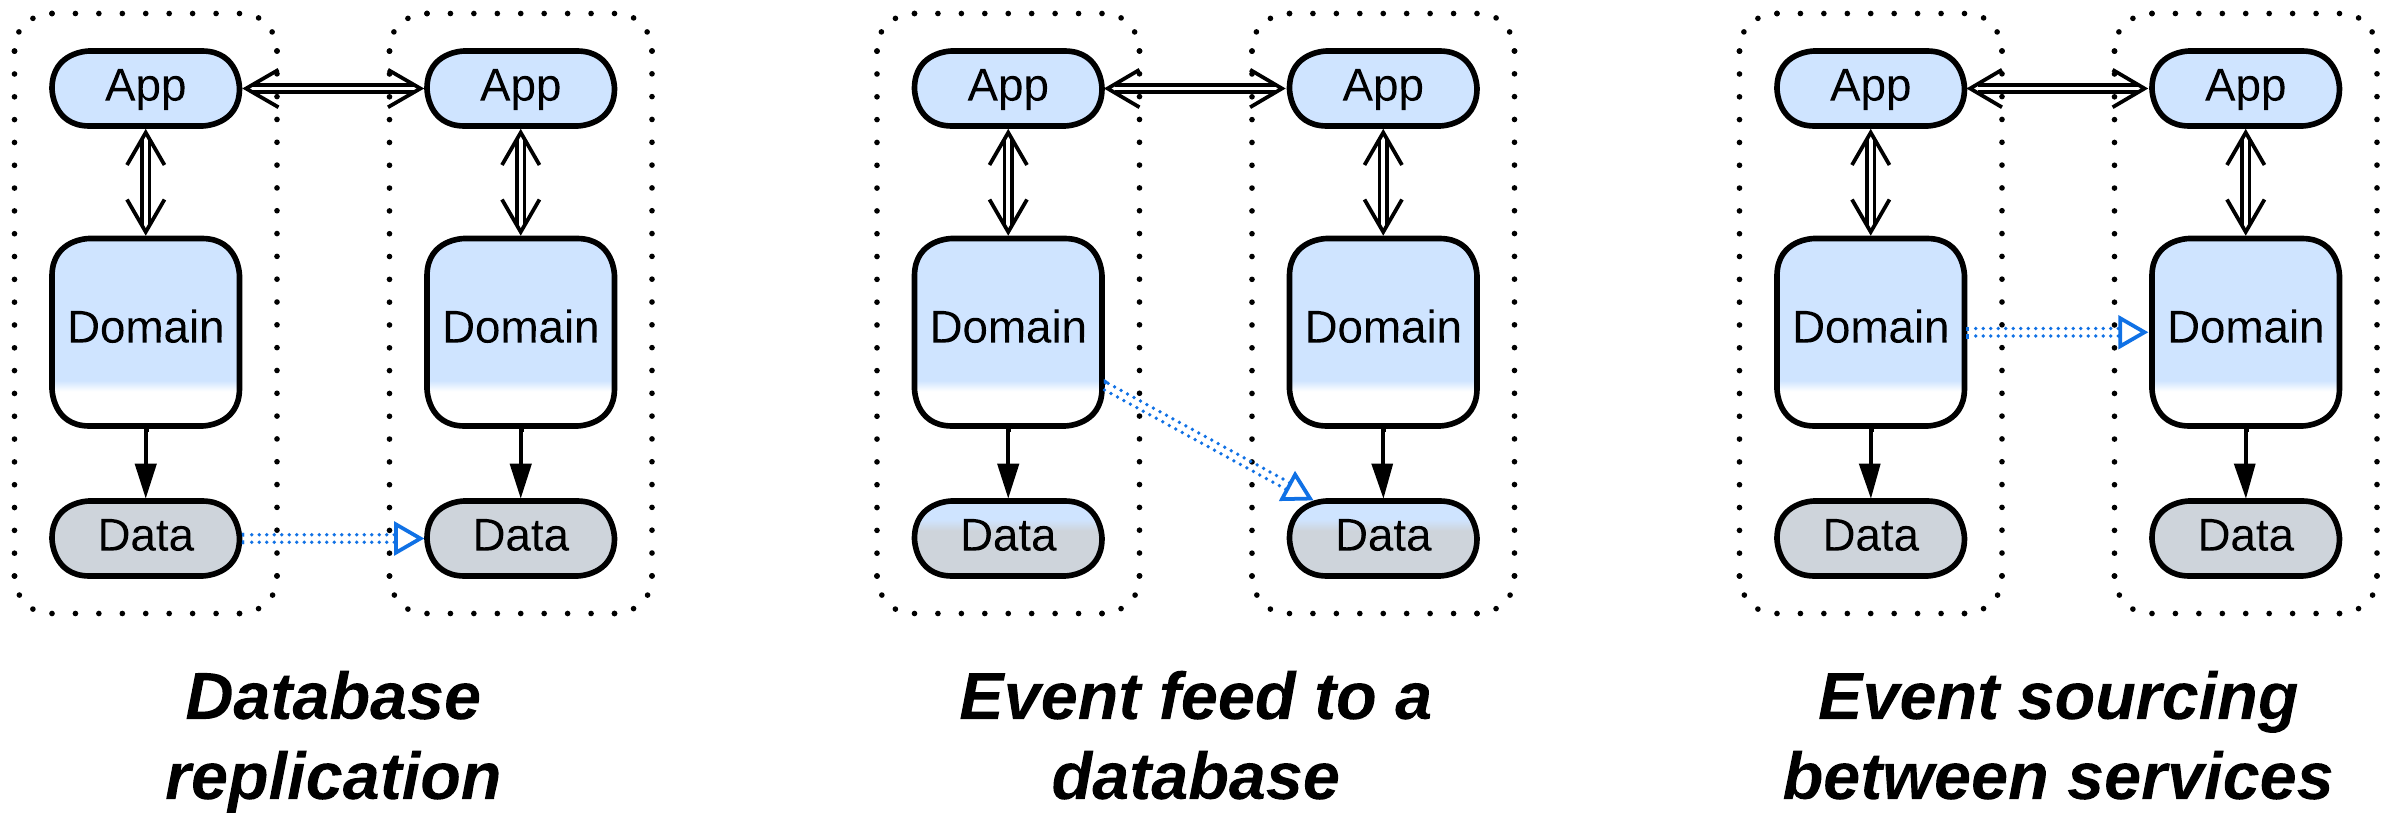 App App App App App App
Domain Domain Domain Domain Domain Domain
Data Data Data Data Data Data
Database
replication
Event feed to a
database
Event sourcing
between services